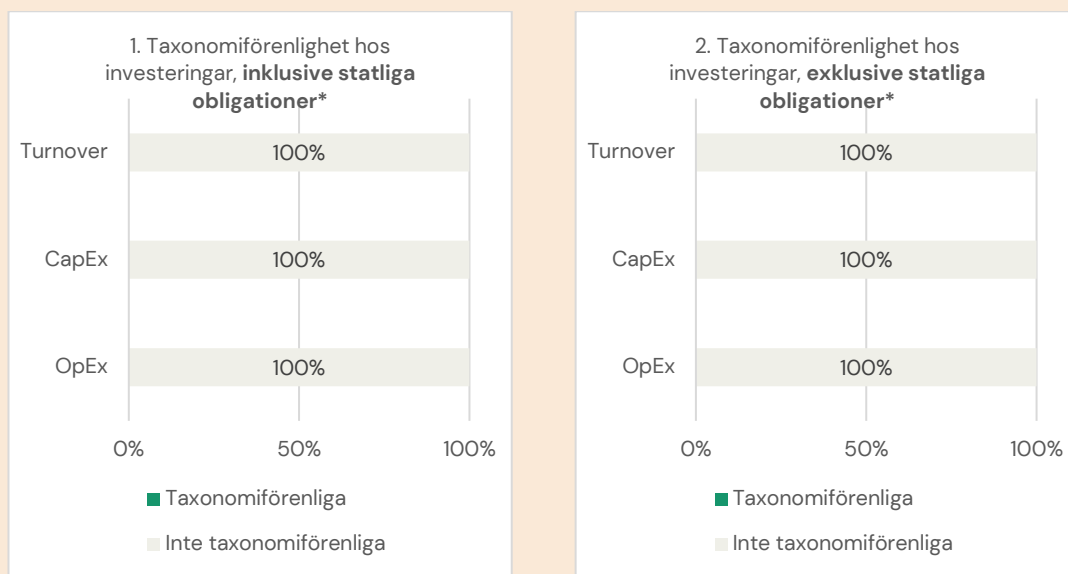 1. Taxonomiförenlighet hos
investeringar, inklusive statliga
obligationer*
Turnover
100%
CapEx
100%
OpEx
100%
0% 50% 100%
Taxonomiförenliga
Inte taxonomiförenliga
2. Taxonomiförenlighet hos
investeringar, exklusive statliga
obligationer*
Turnover
100%
CapEx
100%
OpEx
100%
0% 50% 100%
Taxonomiförenliga
Inte taxonomiförenliga